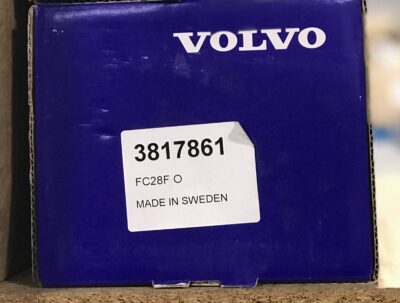 VOLVO
3817861
FC28F O
MADE IN SWEDEN